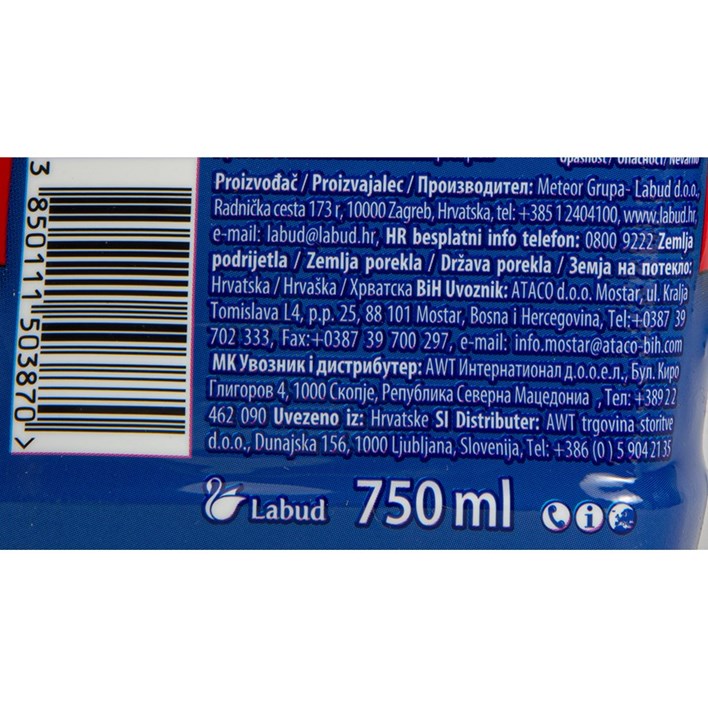 Opasnost / Opasnosti / Nevarno
Proizvođač / Proizvajalec / Производител: Meteor Grupa- Labud d.o.o.,
Radnička cesta 173 r, 10000 Zagreb, Hrvatska, tel: +385 1 2404100, www.labud.hr,
e-mail: labud@labud.hr, HR besplatni info telefon: 0800 9222 Zemlja
podrijetla / Zemlja porekla / Država porekla / Земја на потекло:
Hrvatska / Hrvaška / Хрватска BiH Uvoznik: ATACO d.o.o. Mostar, ul. Kralja
Tomislava L4, p.p. 25, 88 101 Mostar, Bosna i Hercegovina, Tel:+0387 39
702 333, Fax:+0387 39 700 297, e-mail: info.mostar@ataco-bih.com
МК Увозник i дистрибутер: AWT Интернационал д.о.о.ел., Бул. Киро
Глигоров 4, 1000 Скопје, Република Северна Македониа ,Тел: +389 22
462 090 Uvezeno iz: Hrvatske SI Distributer: AWT trgovina storitve
d.o.o., Dunajska 156, 1000 Ljubljana, Slovenija, Tel: +386 (0) 5 904 21 35
Labud 750 ml
3 850111 503870 >